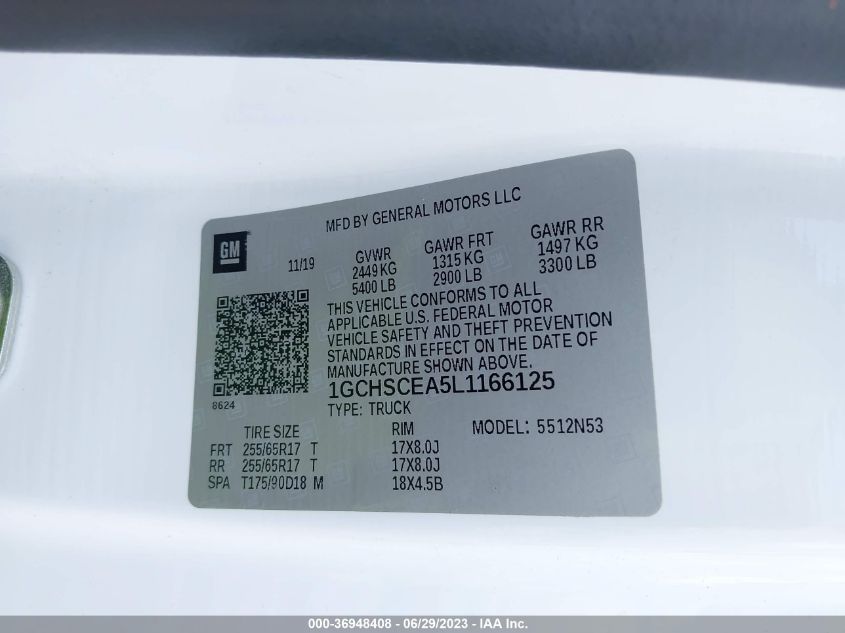 MFD BY GENERAL MOTORS LLC
GM
11/19
GVWR GAWR FRT GAWR RR
2449 KG 1315 KG 1497 KG
5400 LB 2900 LB 3300 LB
THIS VEHICLE CONFORMS TO ALL
APPLICABLE U.S. FEDERAL MOTOR
VEHICLE SAFETY AND THEFT PREVENTION
STANDARDS IN EFFECT ON THE DATE OF
MANUFACTURE SHOWN ABOVE.
1GCHSCEA5L1166125
8624
TYPE: TRUCK
TIRE SIZE RIM MODEL: 5512N53
FRT 255/65R17 T 17X8.0J
RR 255/65R17 T 17X8.0J
SPA T175/90D18 M 18X4.5B
000-36948408 - 06/29/2023 - © IAA Inc.